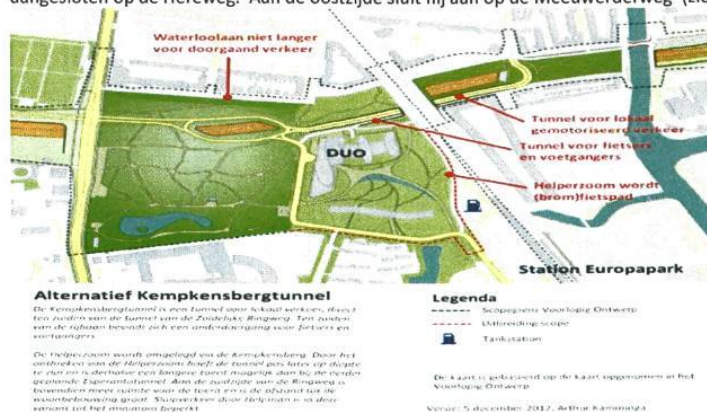 aangesloten op de Hereweg. Aan de oostzijde sluit hij aan op de Meeuwerderweg (zie
Waterloolaan niet langer
voor doorgaand verkeer
Tunnel voor lokaal
gemotoriseerd verkeer
Tunnel voor fietsers
en voetgangers
DUO
Helperzoom wordt
(brom)fietspad
Station Europapark
Alternatief Kempkensbergtunnel
De Kempkensbergtunnel is een tunnel voor lokaal verkeer, direct
ten zuiden van de tunnel van de Zuidelijke Ringweg. Ten zuiden
van de rijbaan bevindt zich een onderdoorgang voor fietsers en
voetgangers.
De Helperzoom wordt omgelegd via de Kempkensberg. Door het
ontbreken van de Helperzoom hoeft de tunnel pas later op diepte
te zijn en is derhalve een langere toerit mogelijk dan bij de eerder
geplande Esperantotunnel. Aan de zuidzijde van de Ringweg is
bovendien meer ruimte voor de toerit en is de afstand tot de
woonbebouwing groot. Sluipverkeer door Helpman is in deze
variant tot het minimum beperkt.
Legenda
Scopegrens Voorlopig Ontwerp
Uitbreiding scope
Tankstation
De kaart is gebaseerd op de kaart opgenomen in het
Voorlopig Ontwerp
Versie: 5 december 2012, Arthur Kamminga